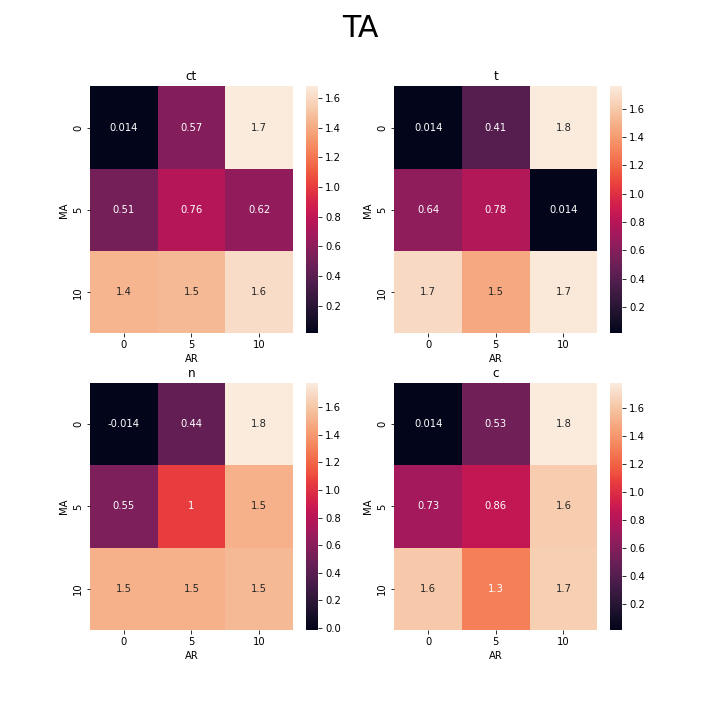 TA
ct
0.014 0.57 1.7
0.51 0.76 0.62
1.4 1.5 1.6
0
5
10
MA
0 5 10
AR
1.6
1.4
1.2
1.0
0.8
0.6
0.4
0.2
t
0.014 0.41 1.8
0.64 0.78 0.014
1.7 1.5 1.7
0
5
10
MA
0 5 10
AR
1.6
1.4
1.2
1.0
0.8
0.6
0.4
0.2
n
-0.014 0.44 1.8
0.55 1 1.5
1.5 1.5 1.5
0
5
10
MA
0 5 10
AR
1.6
1.4
1.2
1.0
0.8
0.6
0.4
0.2
0.0
c
0.014 0.53 1.8
0.73 0.86 1.6
1.6 1.3 1.7
0
5
10
MA
0 5 10
AR
1.6
1.4
1.2
1.0
0.8
0.6
0.4
0.2